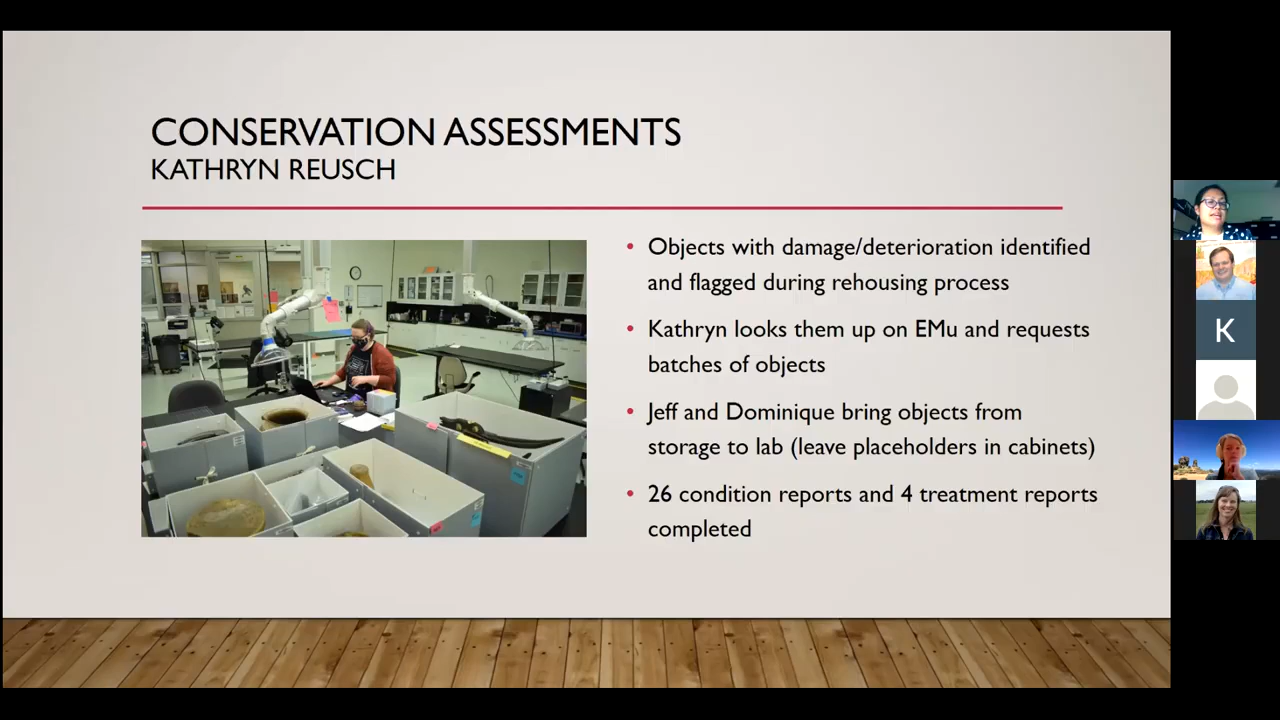 CONSERVATION ASSESSMENTS
KATHRYN REUSCH
• Objects with damage/deterioration identified
and flagged during rehousing process
• Kathryn looks them up on EMu and requests
batches of objects
• Jeff and Dominique bring objects from
storage to lab (leave placeholders in cabinets)
• 26 condition reports and 4 treatment reports
completed
K